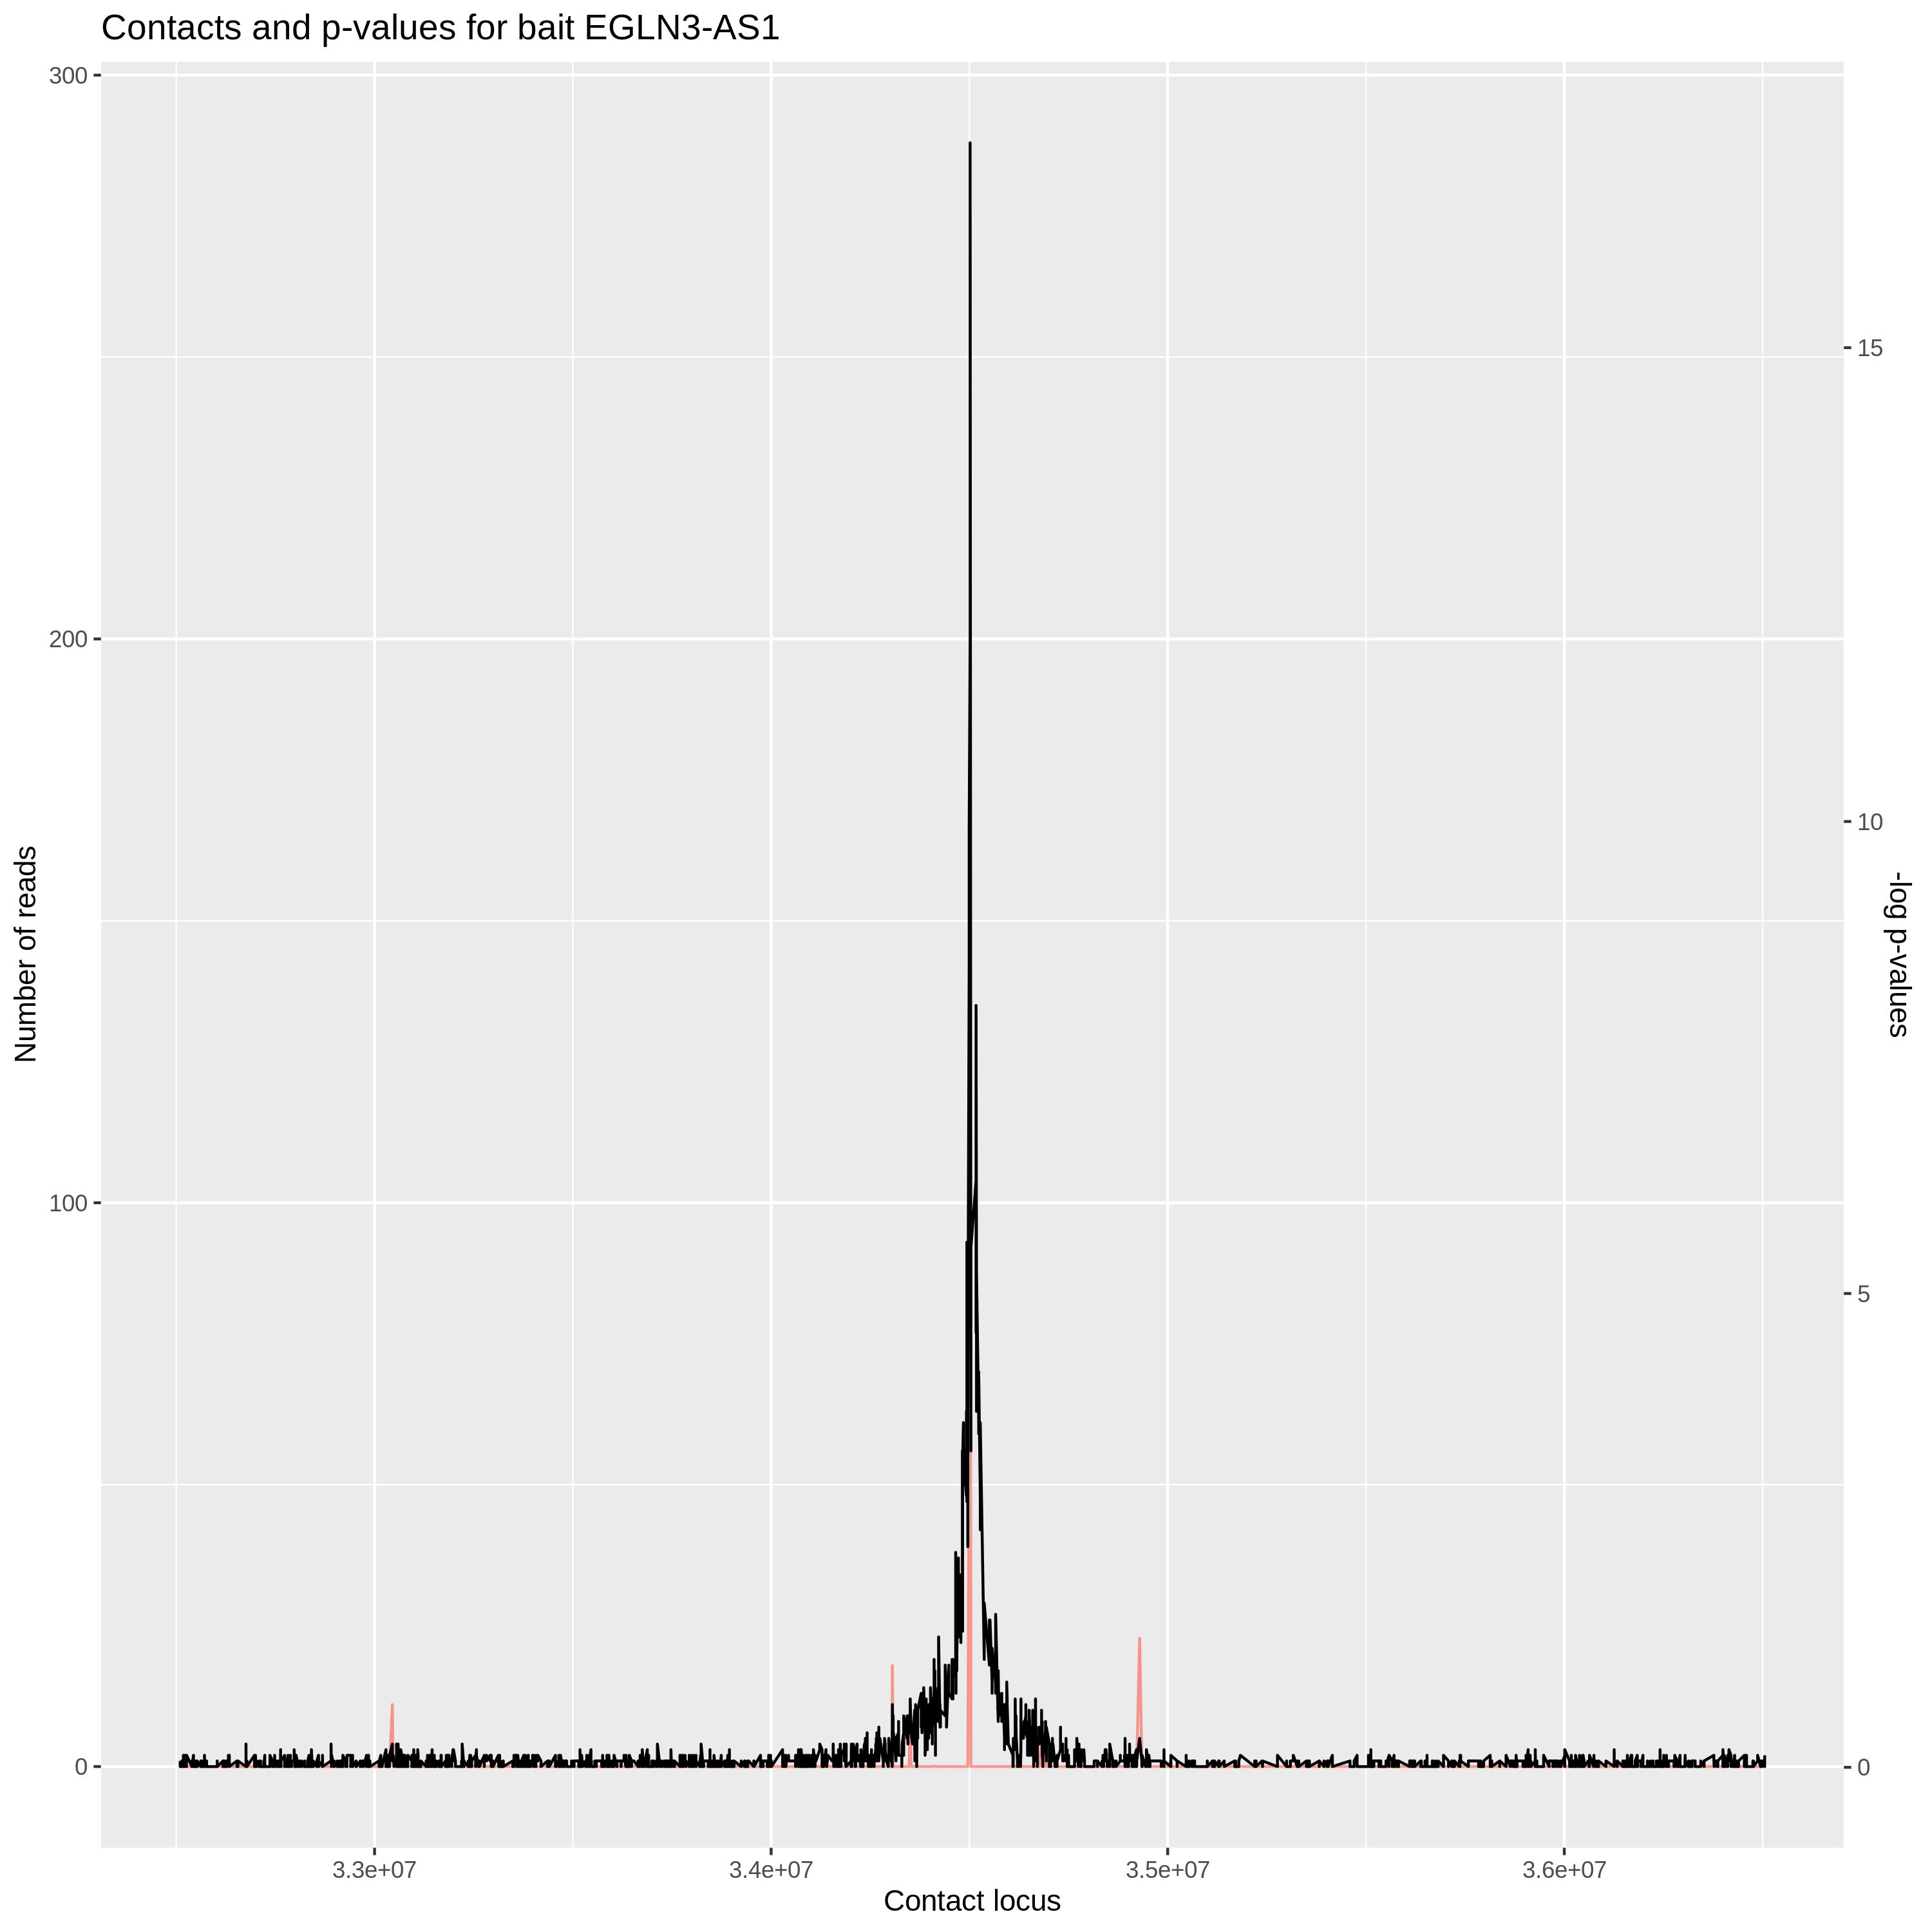 Contacts and p-values for bait EGLN3-AS1
300
200
100
0
Number of reads
15
10
5
0
-log p-values
3.3e+07
3.4e+07
3.5e+07
3.6e+07
Contact locus